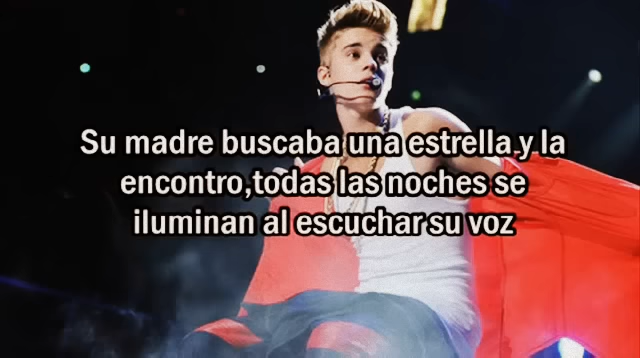 Su madre buscaba una estrella y la
encontro,todas las noches se
iluminan al escuchar su voz